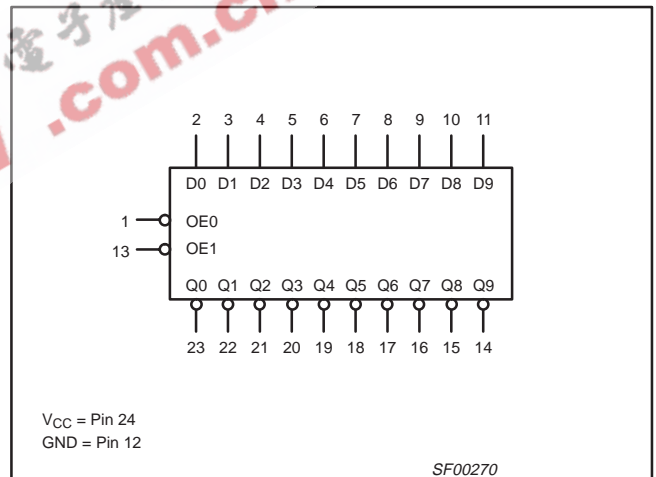 .com.cn
2 3 4 5 6 7 8 9 10 11
D0 D1 D2 D3 D4 D5 D6 D7 D8 D9
1 OE0
13 OE1
Q0 Q1 Q2 Q3 Q4 Q5 Q6 Q7 Q8 Q9
23 22 21 20 19 18 17 16 15 14
VCC = Pin 24
GND = Pin 12
SF00270